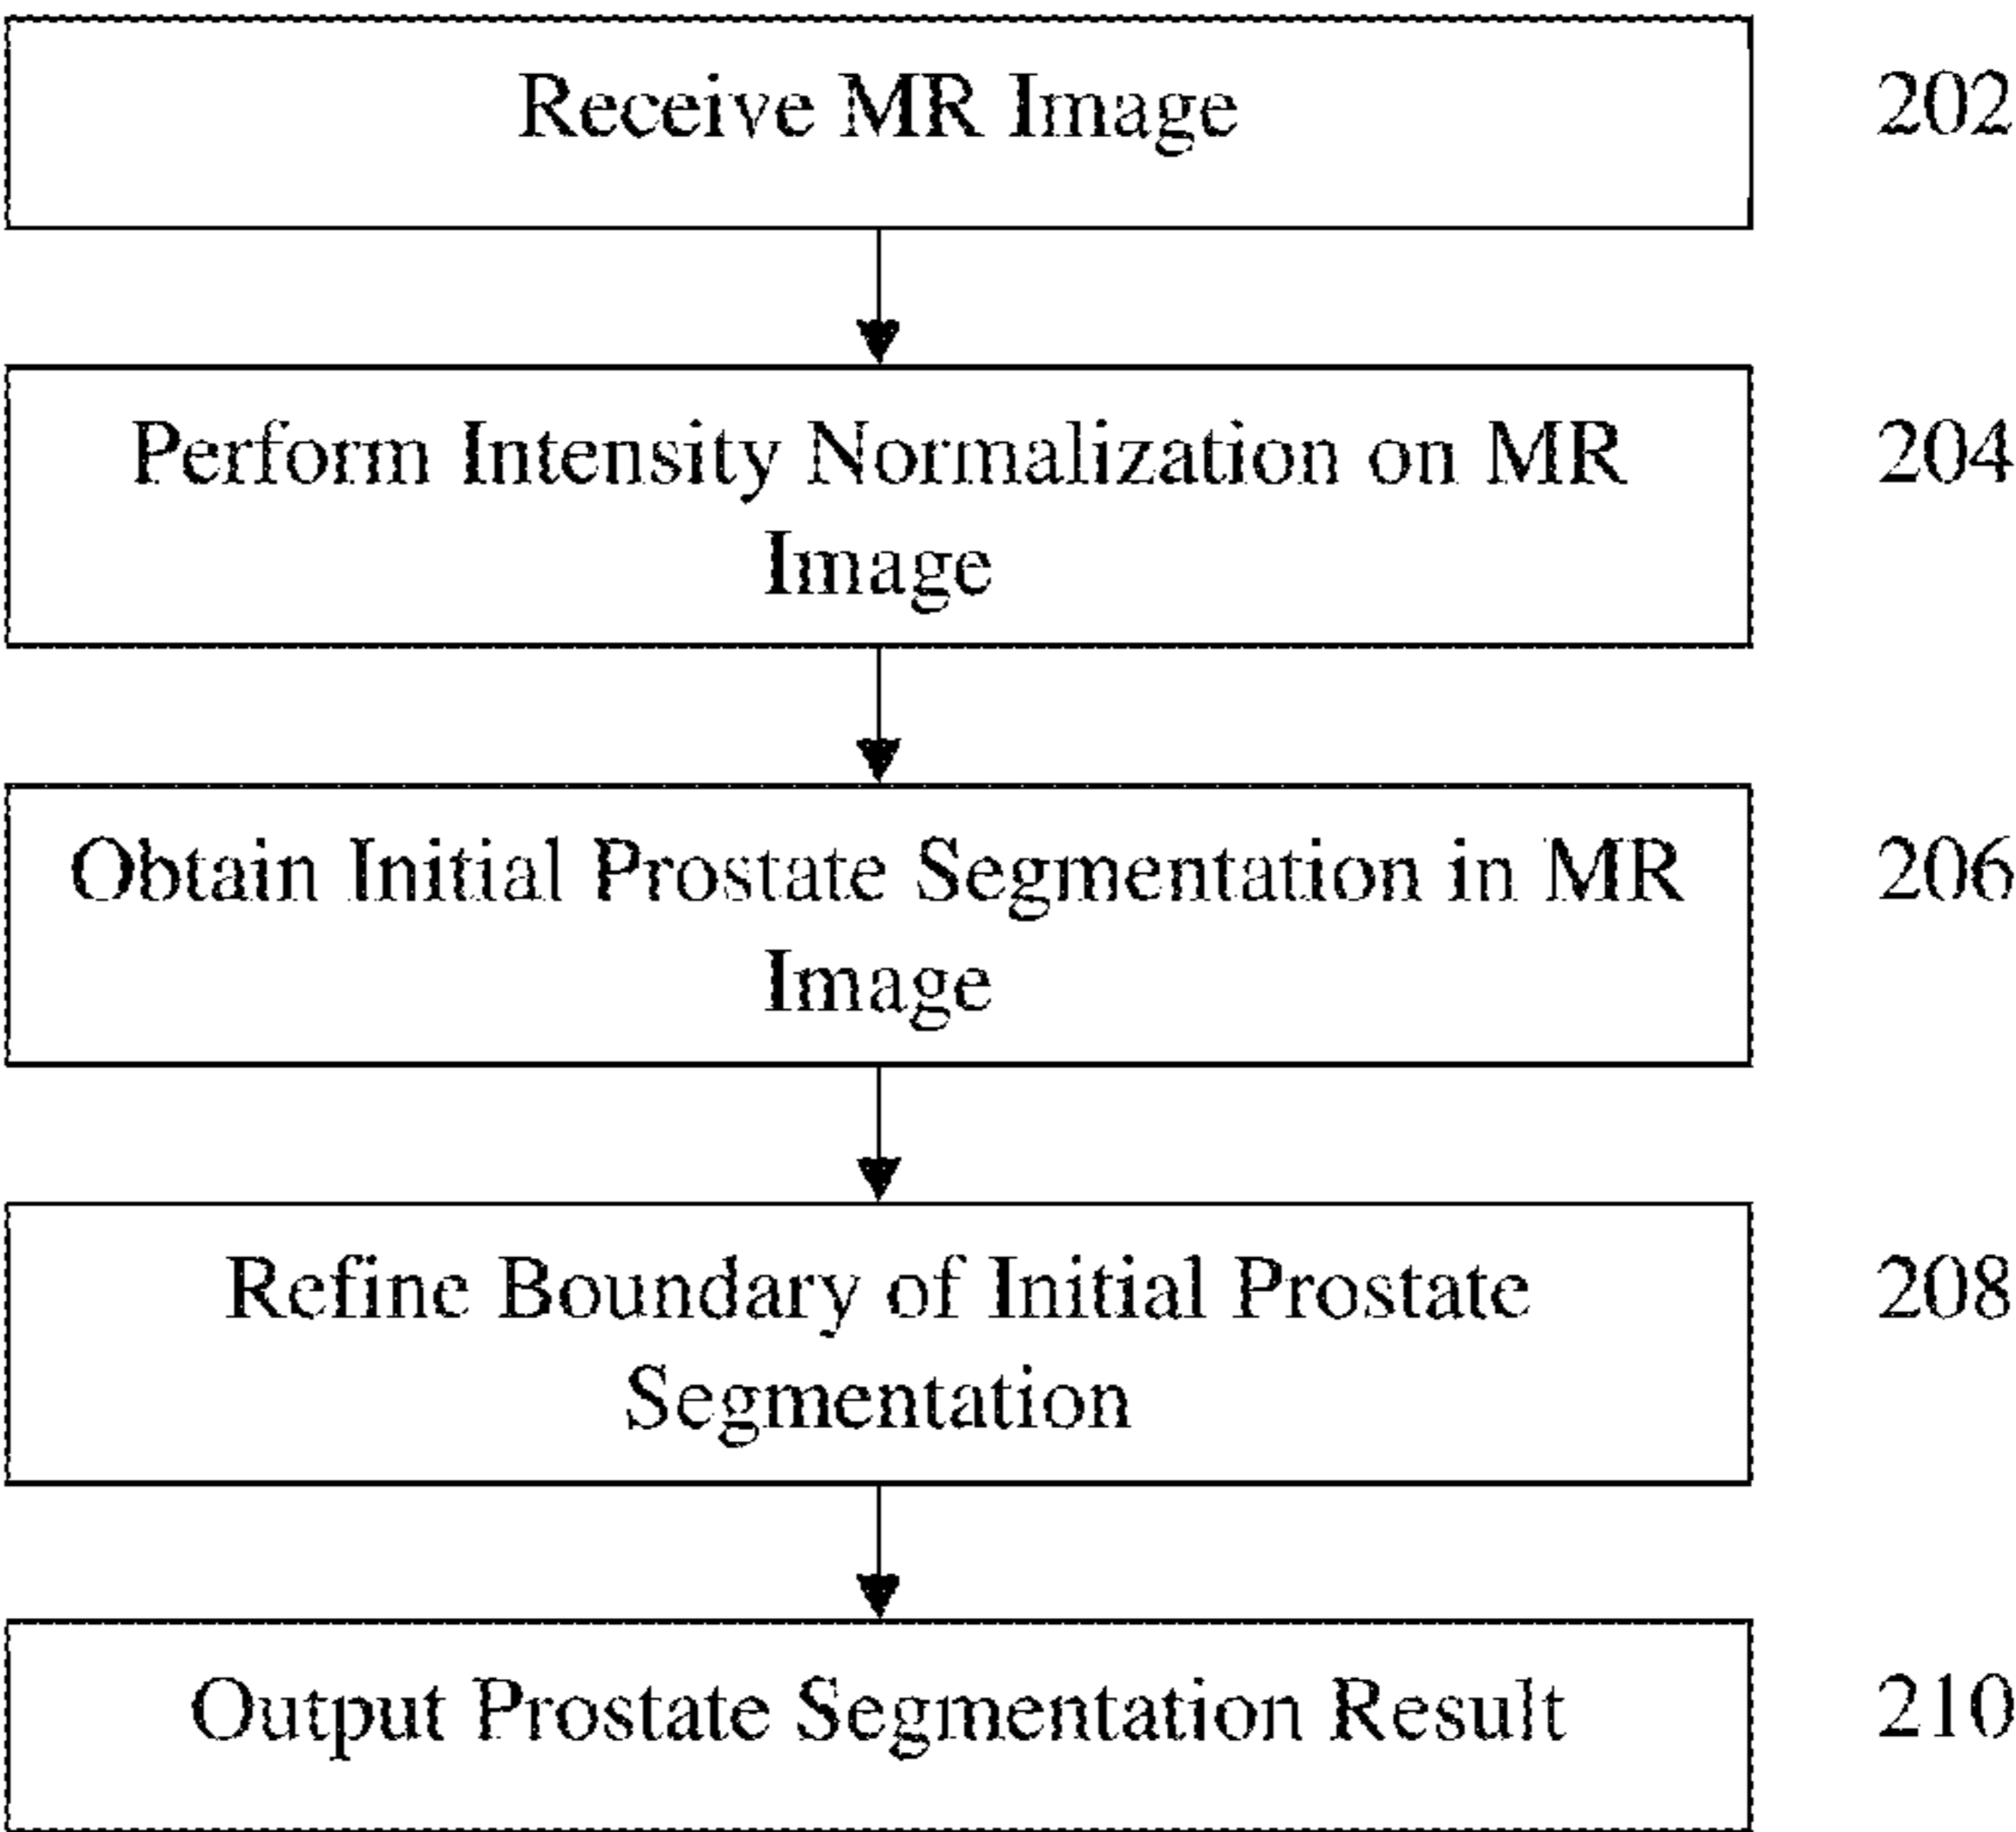 Receive MR Image
202
Perform Intensity Normalization on MR
Image
204
Obtain Initial Prostate Segmentation in MR
Image
206
Refine Boundary of Initial Prostate
Segmentation
208
Output Prostate Segmentation Result
210